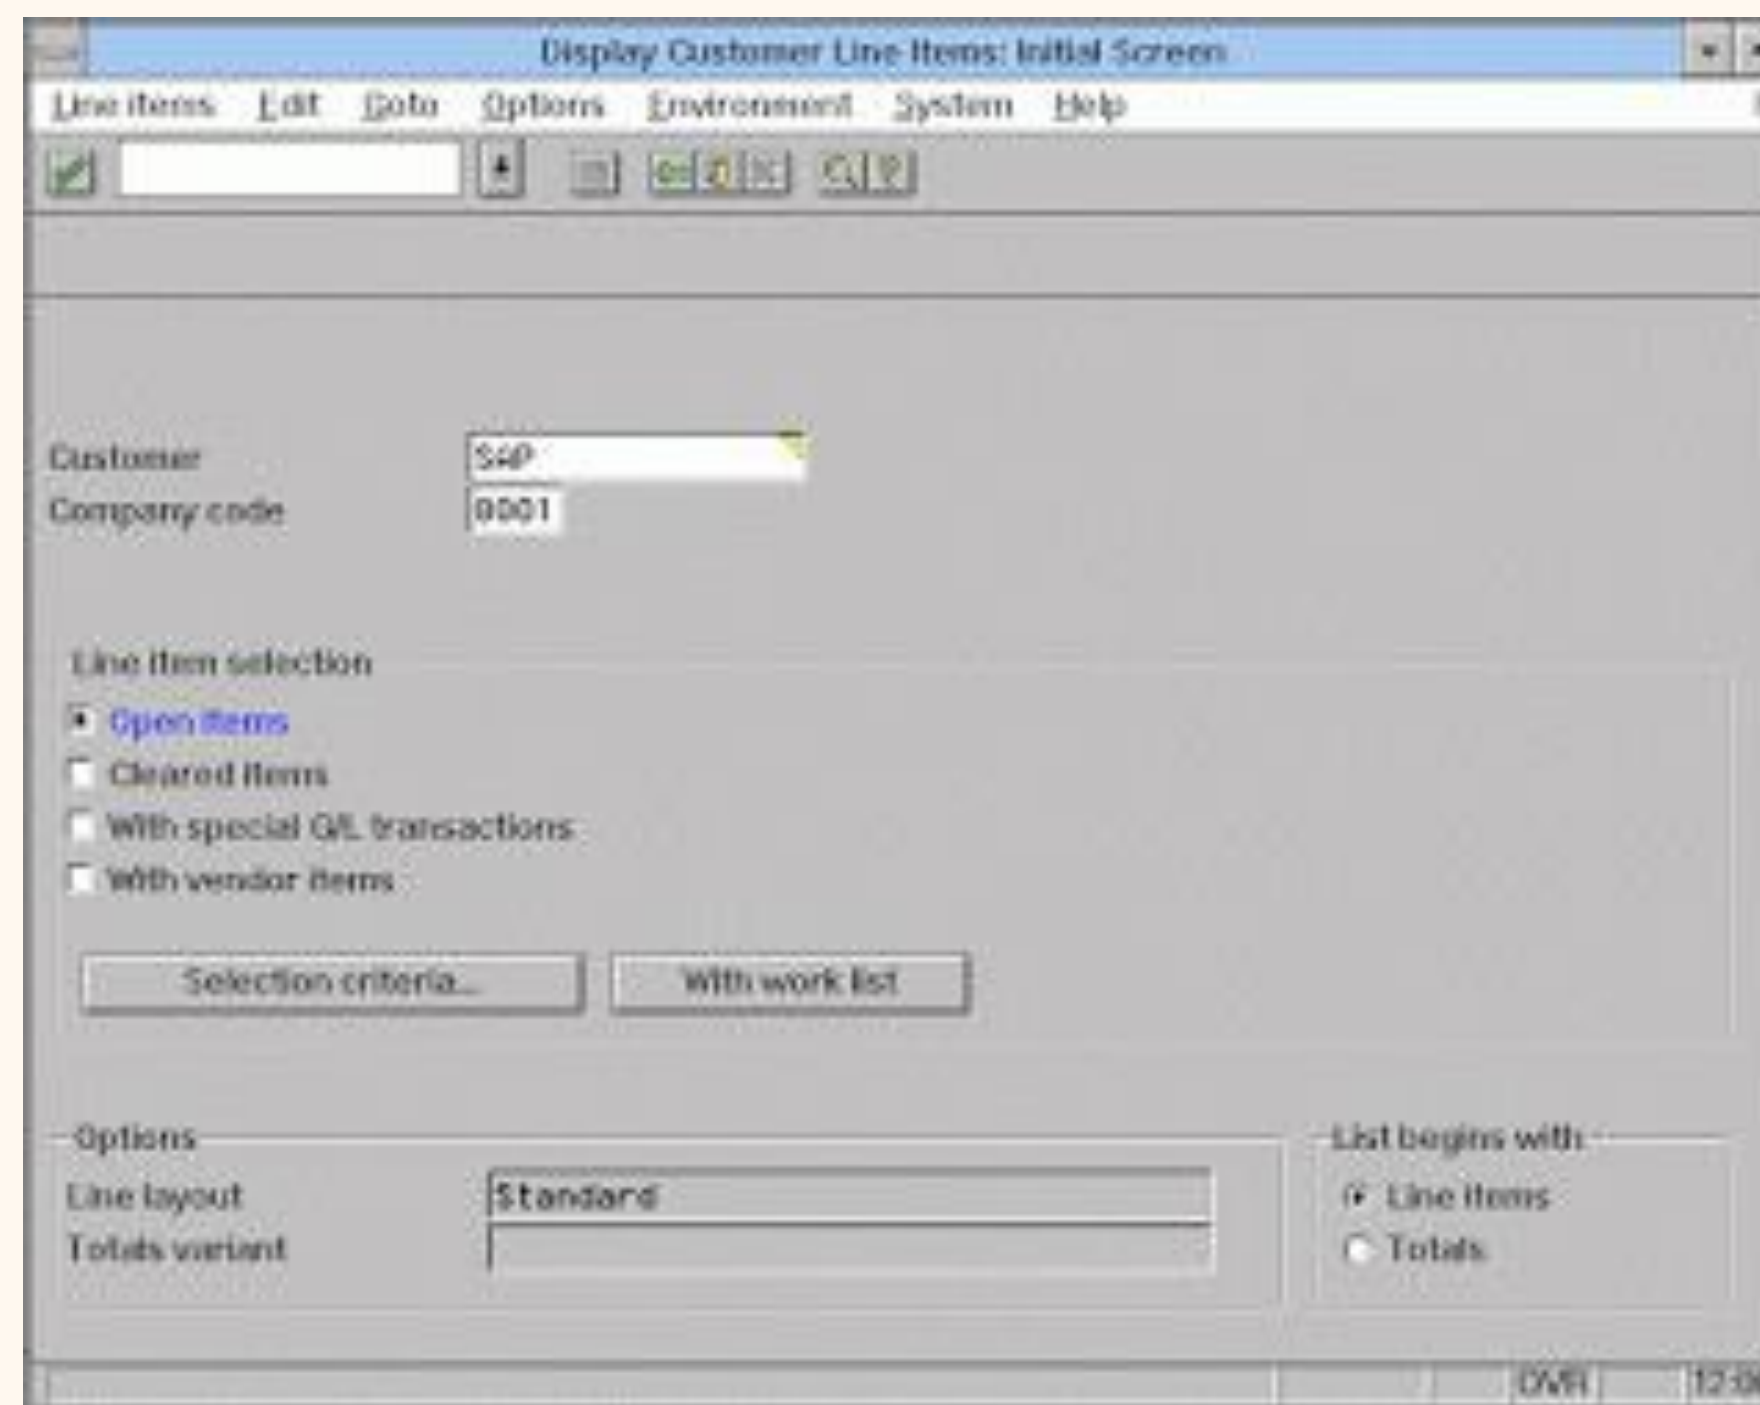 Display Customer Line Items: Initial Screen
Line items Edit Goto Options Environment System Help
Customer SAP
Company code 0001
Line item selection
Open items
Cleared items
With special G/L transactions
With vendor items
Selection criteria... With work list
Options List begins with
Line layout Standard Line items
Totals variant Totals
OVR